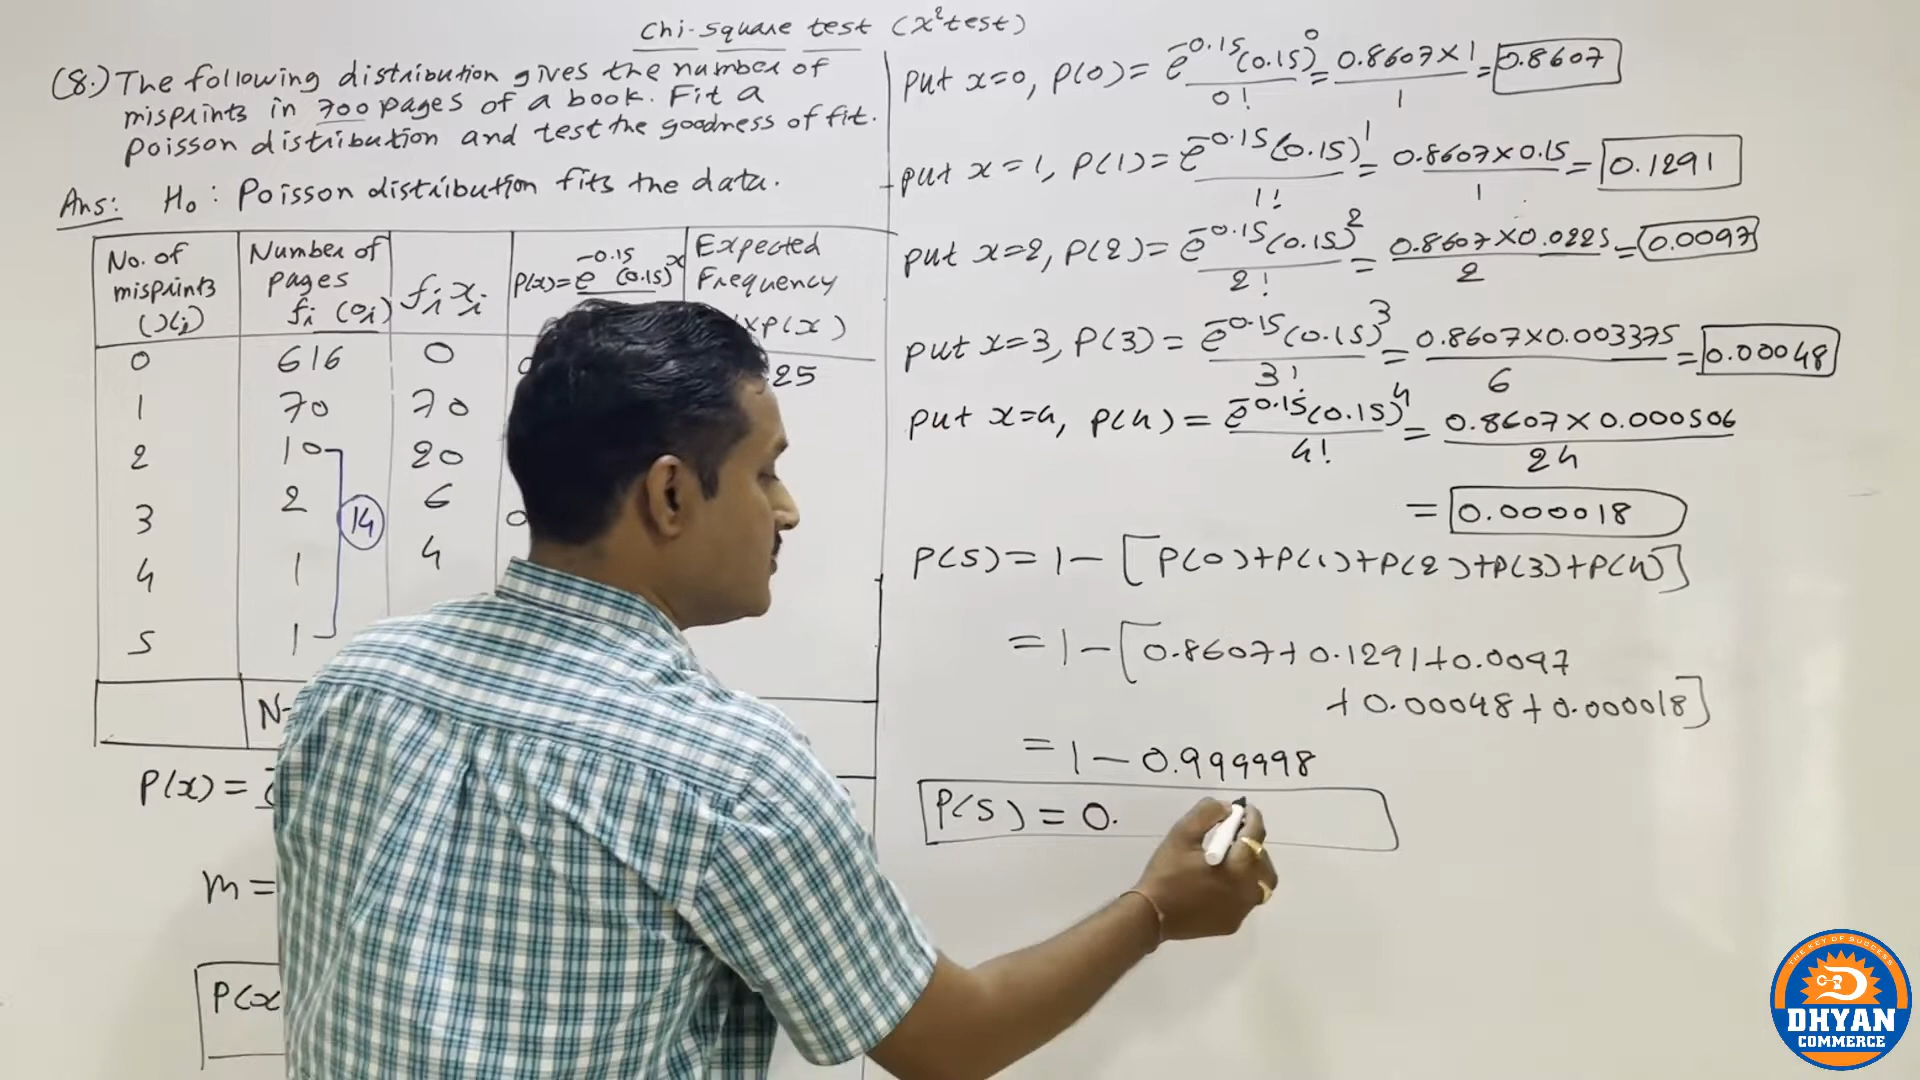 Chi-square test (x² test)
(8.) The following distribution gives the number of
misprints in 700 pages of a book. Fit a
poisson distribution and test the goodness of fit.
Ans: H₀ : Poisson distribution fits the data.
No. of misprints (xi) | Number of pages fi (Oi) | fi xi | P(x) = e^-0.15 (0.15)^x | Expected Frequency xP(x)
0 616 0 0 25
1 70 70
2 10 20
3 2 14 6 0
4 1 4
5 1
N
P(x) =
m =
P(x
put x=0, P(0) = e^-0.15 (0.15)^0 / 0! = 0.8607 × 1 / 1 = 0.8607
put x = 1, P(1) = e^-0.15 (0.15)^1 / 1! = 0.8607 × 0.15 / 1 = 0.1291
put x=2, P(2) = e^-0.15 (0.15)^2 / 2! = 0.8607 × 0.0225 / 2 = 0.0097
put x=3, P(3) = e^-0.15 (0.15)^3 / 3! = 0.8607 × 0.003375 / 6 = 0.00048
put x=4, P(4) = e^-0.15 (0.15)^4 / 4! = 0.8607 × 0.000506 / 24
= 0.000018
P(5) = 1 - [P(0)+P(1)+P(2)+P(3)+P(4)]
= 1 - [0.8607+0.1291+0.0097
+ 0.00048+0.000018]
= 1 - 0.999998
P(5) = 0.
THE KEY OF SUCCESS
DHYAN
COMMERCE